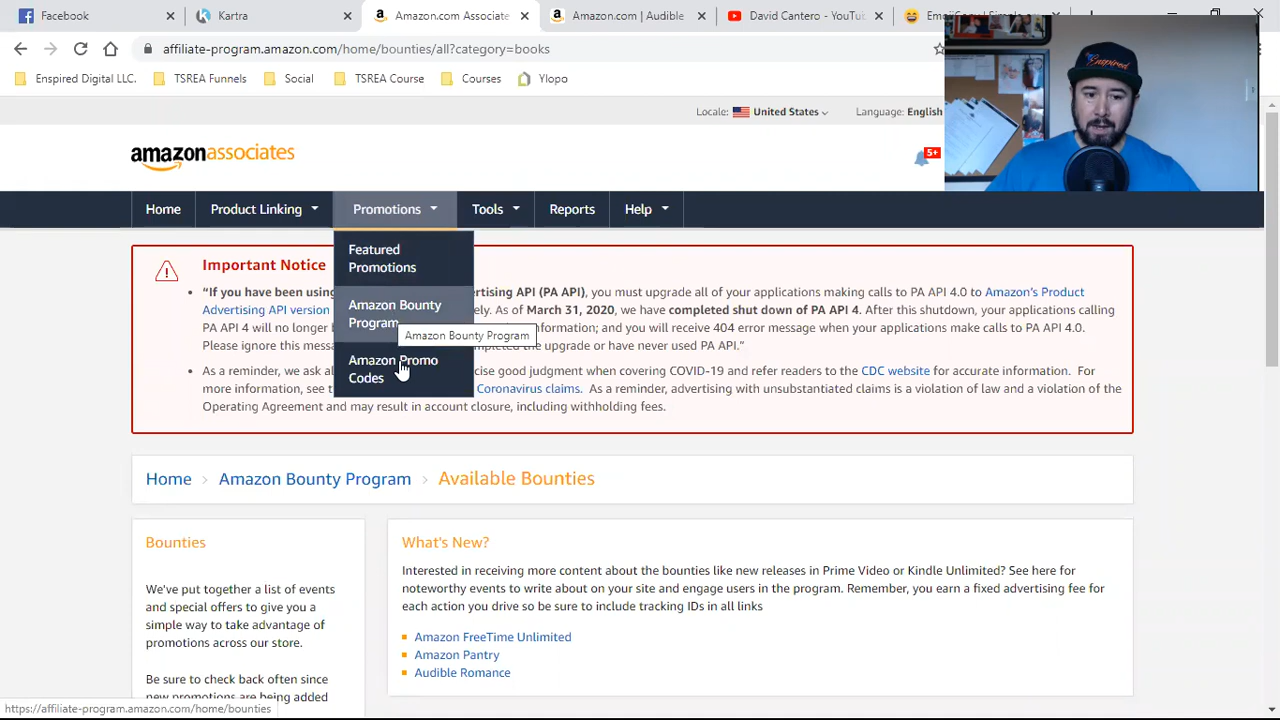 Facebook
Kartra
Amazon.com Associate
Amazon.com | Audible
David Cantero - YouTu
affiliate-program.amazon.com/home/bounties/all?category=books
Enspired Digital LLC.
TSREA Funnels
Social
TSREA Course
Courses
Ylopo
Locale:
United States
Language: English
amazonassociates
5+
Home
Product Linking
Promotions
Tools
Reports
Help
Featured
Promotions
Amazon Bounty
Program
Amazon Bounty Program
Amazon Promo
Codes
Important Notice
"If you have been using
ertising API (PA API), you must upgrade all of your applications making calls to PA API 4.0 to Amazon's Product
Advertising API version
ely. As of March 31, 2020, we have completed shut down of PA API 4. After this shutdown, your applications calling
PA API 4 will no longer b
nformation; and you will receive 404 error message when your applications make calls to PA API 4.0.
Please ignore this mess
mpleted the upgrade or have never used PA API."
As a reminder, we ask al
cise good judgment when covering COVID-19 and refer readers to the CDC website for accurate information. For
more information, see t
Coronavirus claims. As a reminder, advertising with unsubstantiated claims is a violation of law and a violation of the
Operating Agreement and may result in account closure, including withholding fees.
Home > Amazon Bounty Program > Available Bounties
Bounties
We've put together a list of events
and special offers to give you a
simple way to take advantage of
promotions across our store.
Be sure to check back often since
new promotions are being added
What's New?
Interested in receiving more content about the bounties like new releases in Prime Video or Kindle Unlimited? See here for
noteworthy events to write about on your site and engage users in the program. Remember, you earn a fixed advertising fee for
each action you drive so be sure to include tracking IDs in all links
Amazon FreeTime Unlimited
Amazon Pantry
Audible Romance
https://affiliate-program.amazon.com/home/bounties